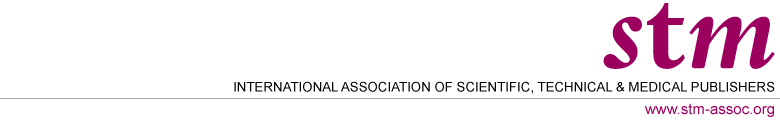 stm
INTERNATIONAL ASSOCIATION OF SCIENTIFIC, TECHNICAL & MEDICAL PUBLISHERS
www.stm-assoc.org